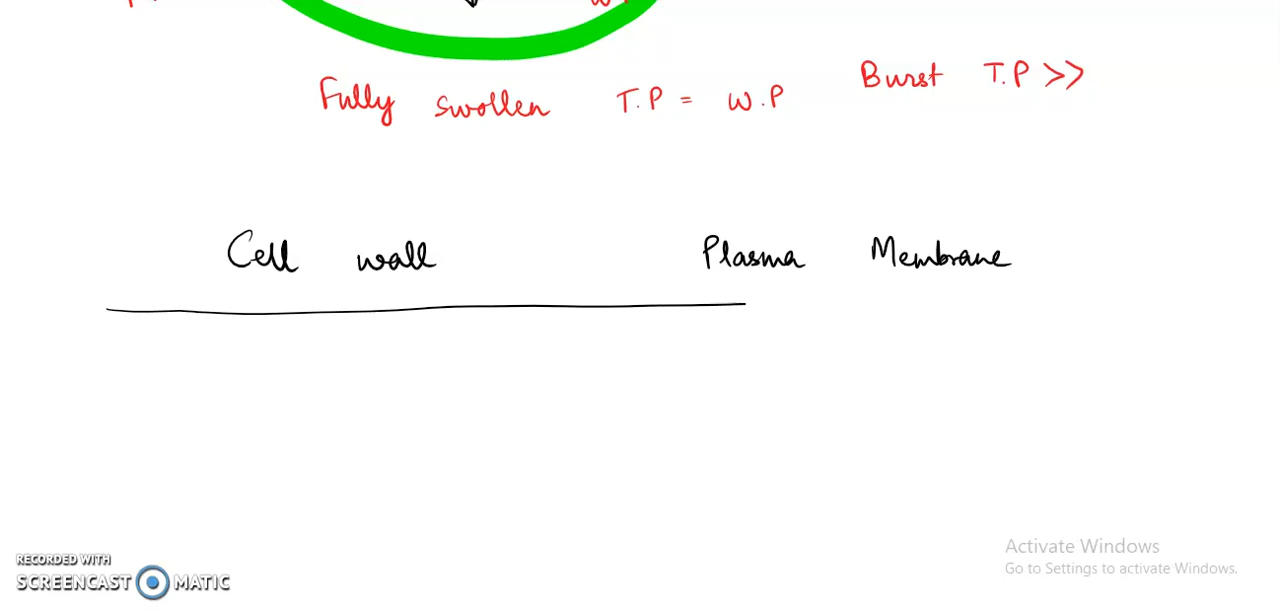 Fully swollen T.P = W.P
Burst T.P >>
Cell wall
Plasma Membrane
Activate Windows
Go to Settings to activate Windows.
RECORDED WITH
SCREENCAST MATIC